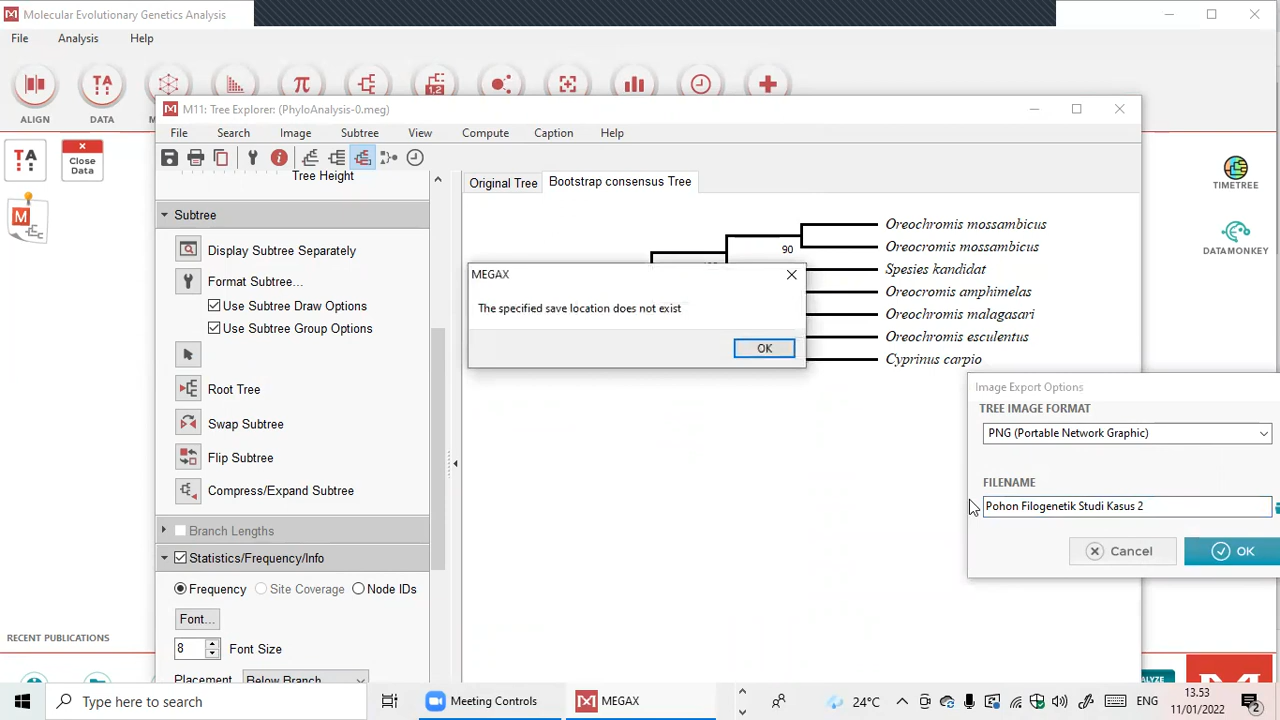 Molecular Evolutionary Genetics Analysis
File Analysis Help
ALIGN
DATA
TA
Close
Data
TIMETREE
DATAMONKEY
M11: Tree Explorer: (PhyloAnalysis-0.meg)
File Search Image Subtree View Compute Caption Help
Tree Height
Subtree
Display Subtree Separately
Format Subtree...
Use Subtree Draw Options
Use Subtree Group Options
Root Tree
Swap Subtree
Flip Subtree
Compress/Expand Subtree
Branch Lengths
Statistics/Frequency/Info
Frequency Site Coverage Node IDs
Font...
8 Font Size
Placement Below Branch
Original Tree Bootstrap consensus Tree
Oreochromis mossambicus
Oreocromis mossambicus
90
Spesies kandidat
Oreocromis amphimelas
Oreocromis malagasari
Oreochromis esculentus
Cyprinus carpio
MEGAX
The specified save location does not exist
OK
Image Export Options
TREE IMAGE FORMAT
PNG (Portable Network Graphic)
FILENAME
Pohon Filogenetik Studi Kasus 2
Cancel OK
RECENT PUBLICATIONS
Type here to search
Meeting Controls
MEGAX
24°C
ENG
13.53
11/01/2022
2